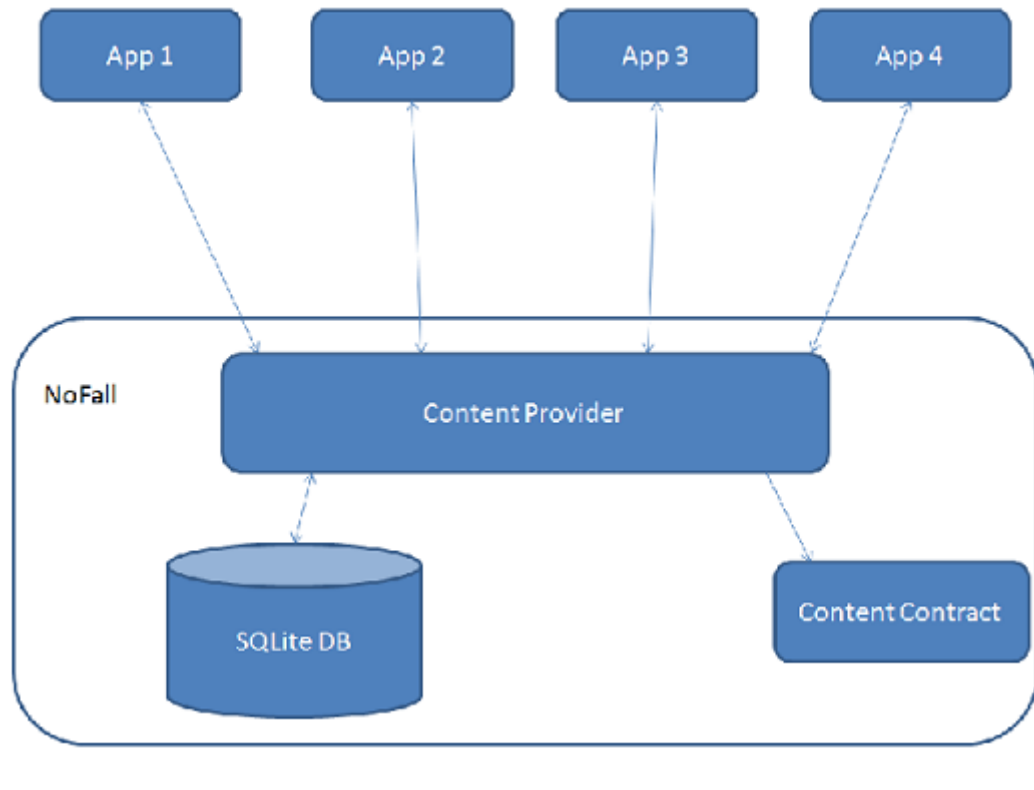 App 1
App 2
App 3
App 4
NoFall
Content Provider
SQLite DB
Content Contract